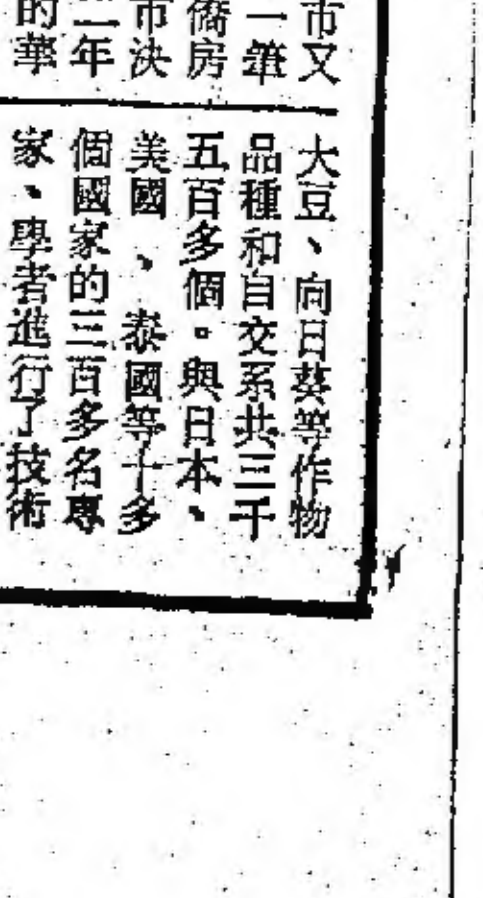 市又
一筆
僑房
市決
二年
的華
大豆、向日葵等作物
品種和自交系共三千
五百多個。與日本、
美國、泰國等十多
個國家的三百多名專
家、學者進行了技術